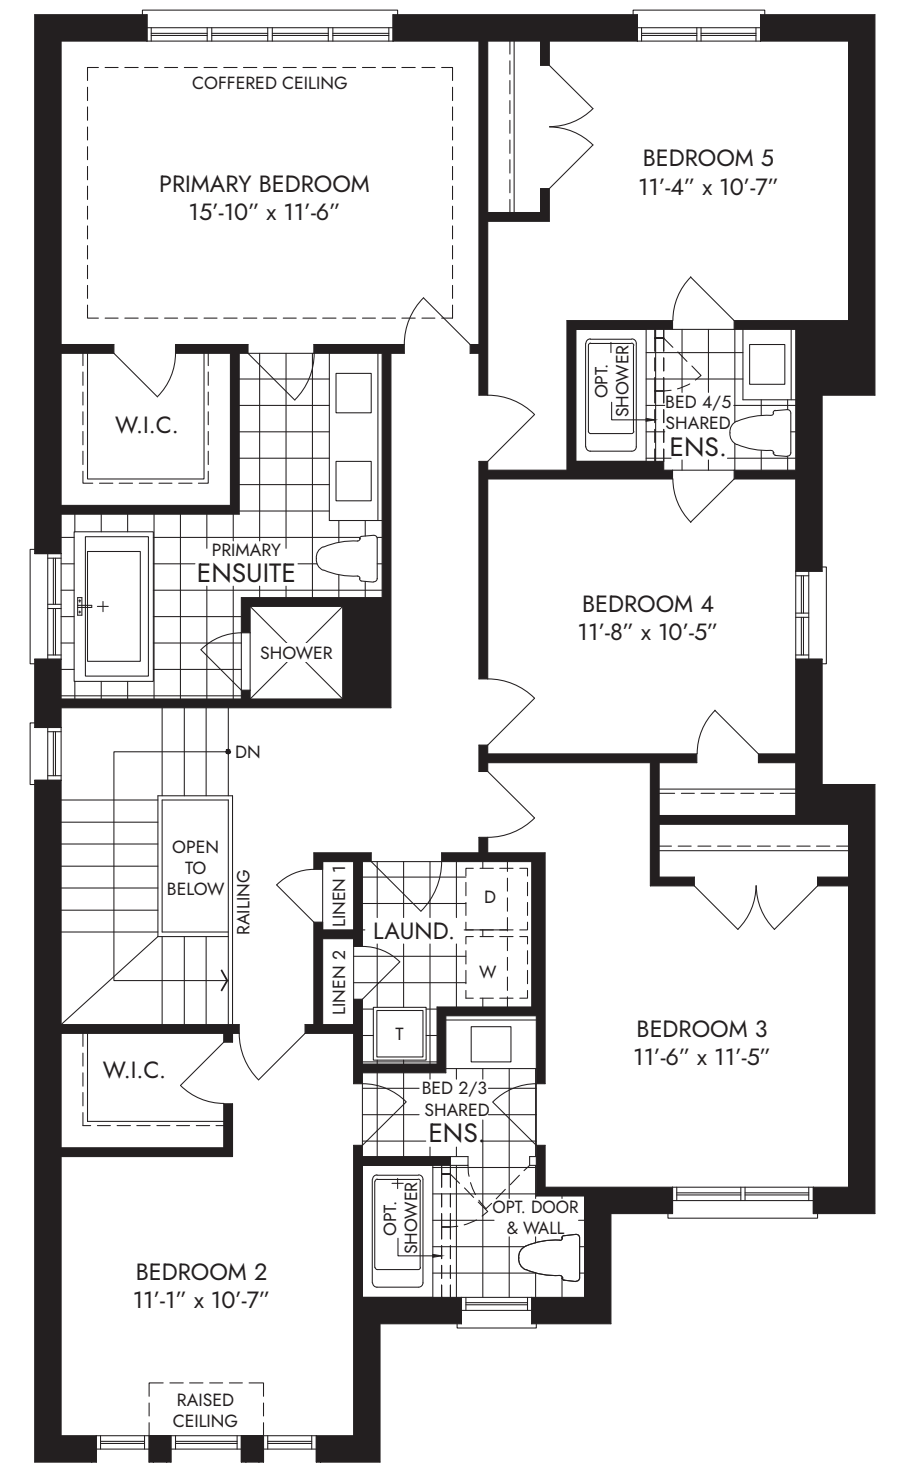 COFFERED CEILING
PRIMARY BEDROOM
15’-10” x 11’-6”
BEDROOM 5
11’-4” x 10’-7”
W.I.C.
OPT.
SHOWER
BED 4/5
SHARED
ENS.
PRIMARY
ENSUITE
SHOWER
BEDROOM 4
11’-8” x 10’-5”
DN
OPEN
TO
BELOW
RAILING
LINEN 1
LINEN 2
LAUND.
D
W
T
W.I.C.
BEDROOM 3
11’-6” x 11’-5”
BED 2/3
SHARED
ENS.
OPT.
SHOWER
OPT. DOOR
& WALL
BEDROOM 2
11’-1” x 10’-7”
RAISED
CEILING